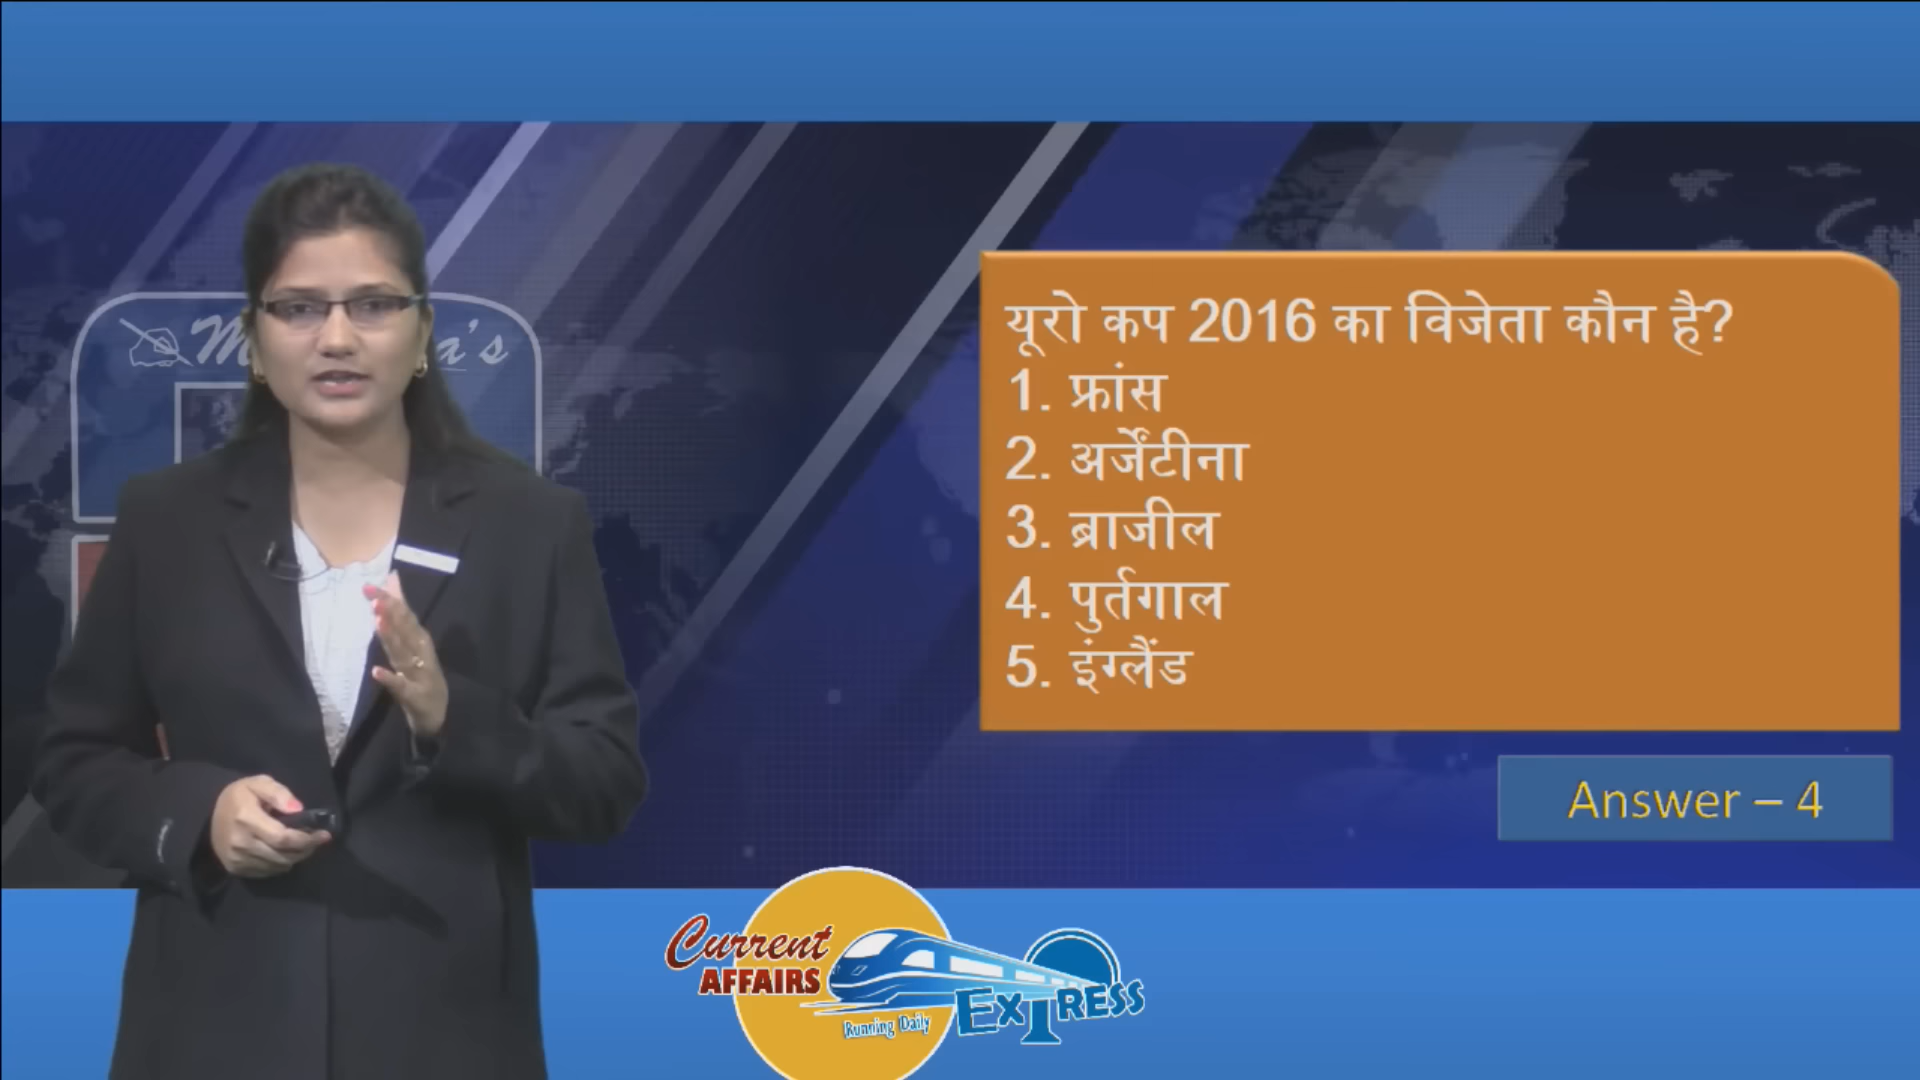 यूरो कप 2016 का विजेता कौन है?
1. फ्रांस
2. अर्जेंटीना
3. ब्राजील
4. पुर्तगाल
5. इंग्लैंड
Answer – 4
Current
AFFAIRS
Running Daily
ExPRESS